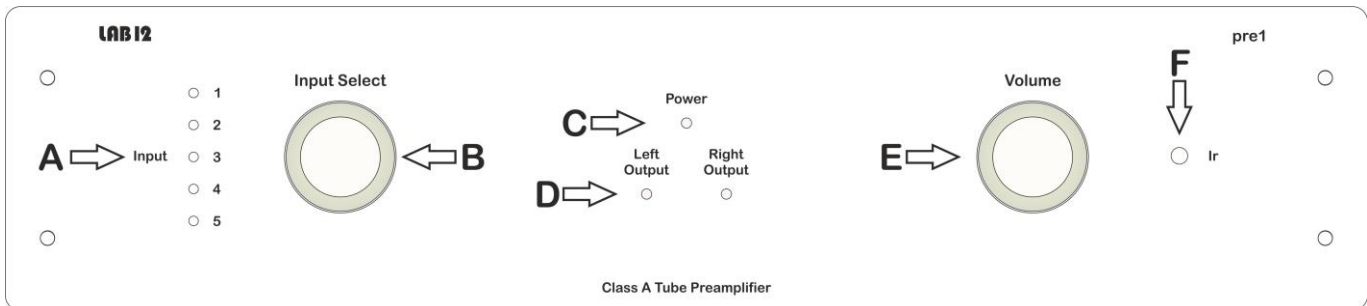 LAB12
pre1
F
Input Select
Volume
1
Power
2
C
A
Input
3
B
Left
Output
Right
Output
E
Ir
4
D
5
Class A Tube Preamplifier